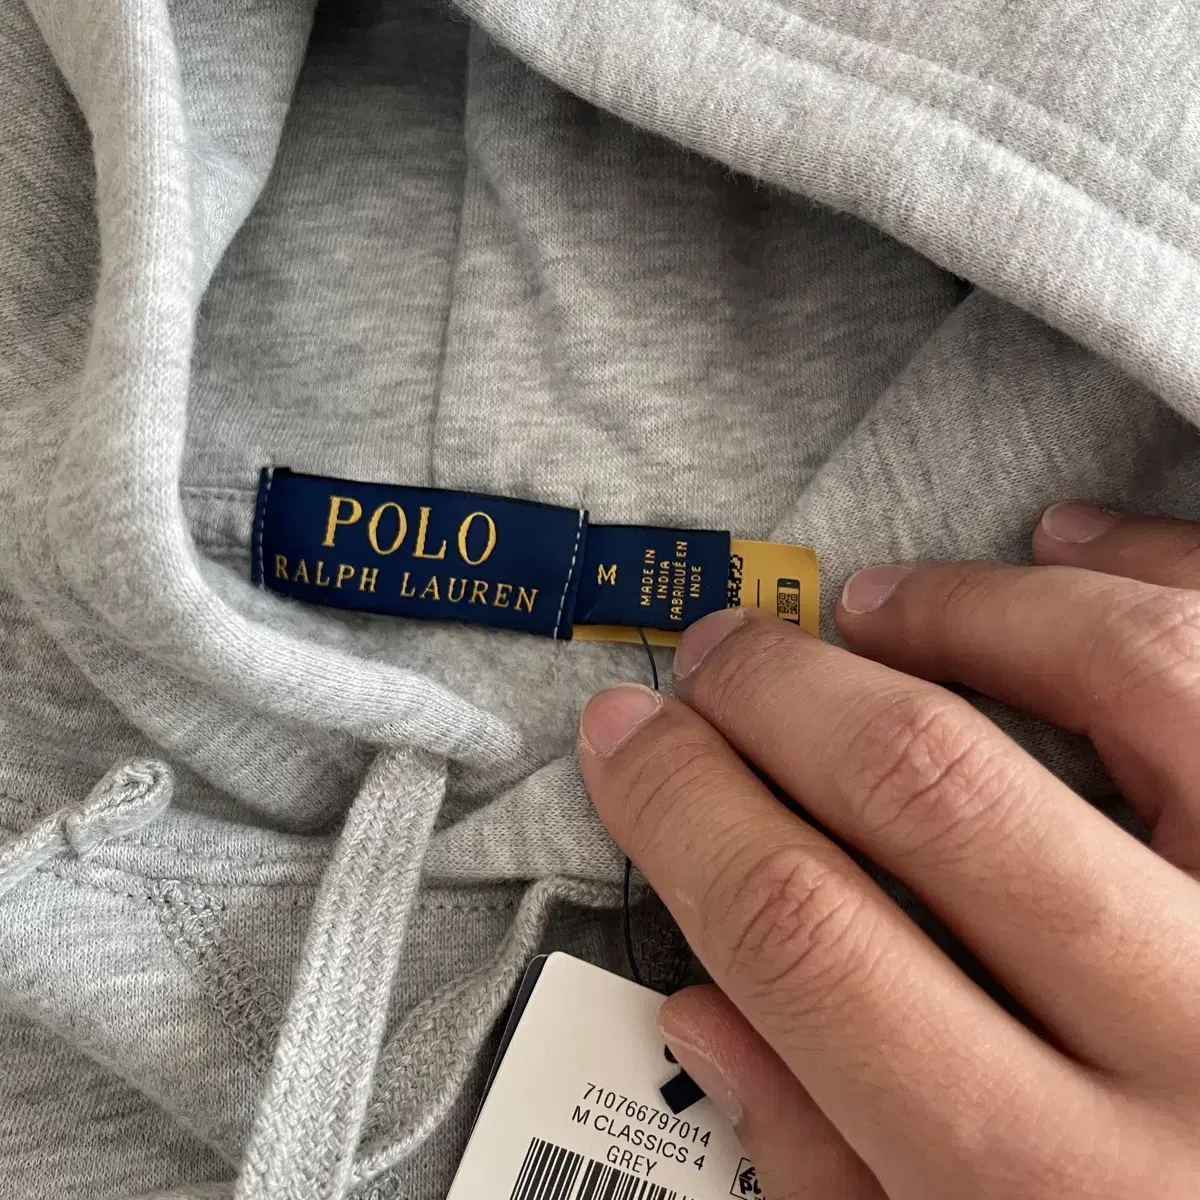 POLO
RALPH LAUREN
M
MADE IN
INDIA
FABRIQUÉ EN
INDE
710766797014
M CLASSICS 4
GREY